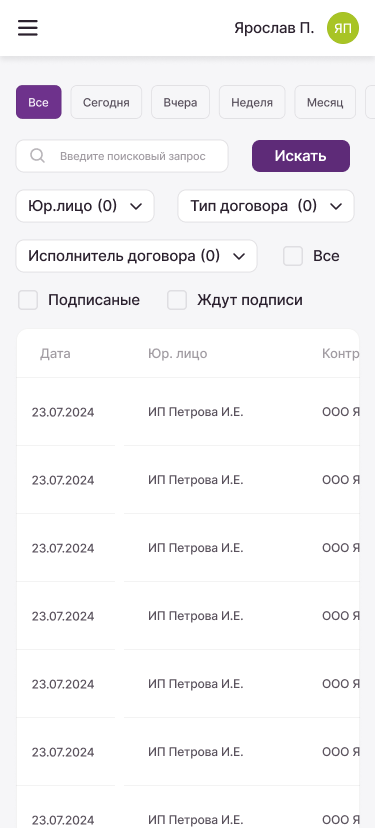 Ярослав П. ЯП
Все Сегодня Вчера Неделя Месяц
Введите поисковый запрос Искать
Юр.лицо (0) Тип договора (0)
Исполнитель договора (0) Все
Подписаные Ждут подписи
Дата Юр. лицо Контр
23.07.2024 ИП Петрова И.Е. ООО Я
23.07.2024 ИП Петрова И.Е. ООО Я
23.07.2024 ИП Петрова И.Е. ООО Я
23.07.2024 ИП Петрова И.Е. ООО Я
23.07.2024 ИП Петрова И.Е. ООО Я
23.07.2024 ИП Петрова И.Е. ООО Я
23.07.2024 ИП Петрова И.Е. ООО Я